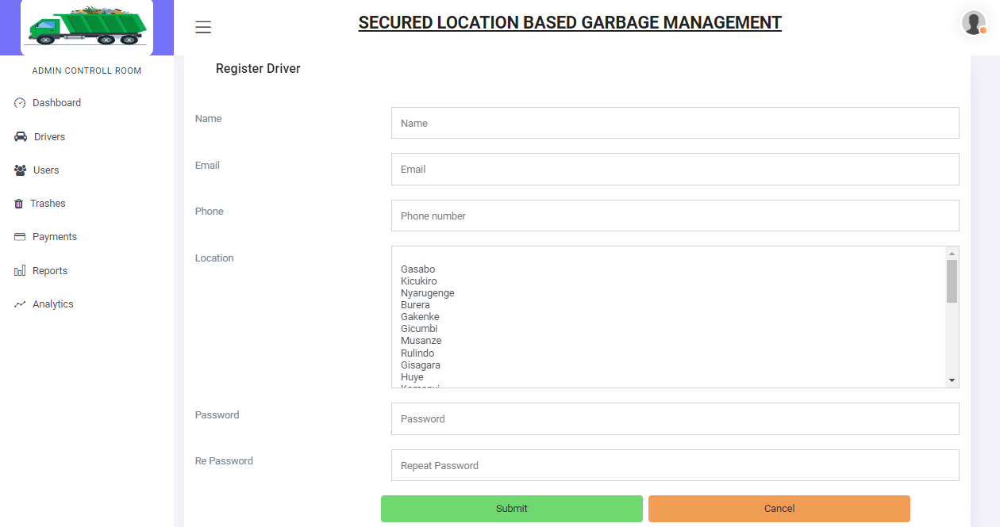 SECURED LOCATION BASED GARBAGE MANAGEMENT
ADMIN CONTROLL ROOM
Dashboard
Drivers
Users
Trashes
Payments
Reports
Analytics
Register Driver
Name
Name
Email
Email
Phone
Phone number
Location
Gasabo
Kicukiro
Nyarugenge
Burera
Gakenke
Gicumbi
Musanze
Rulindo
Gisagara
Huye
Password
Password
Re Password
Repeat Password
Submit
Cancel